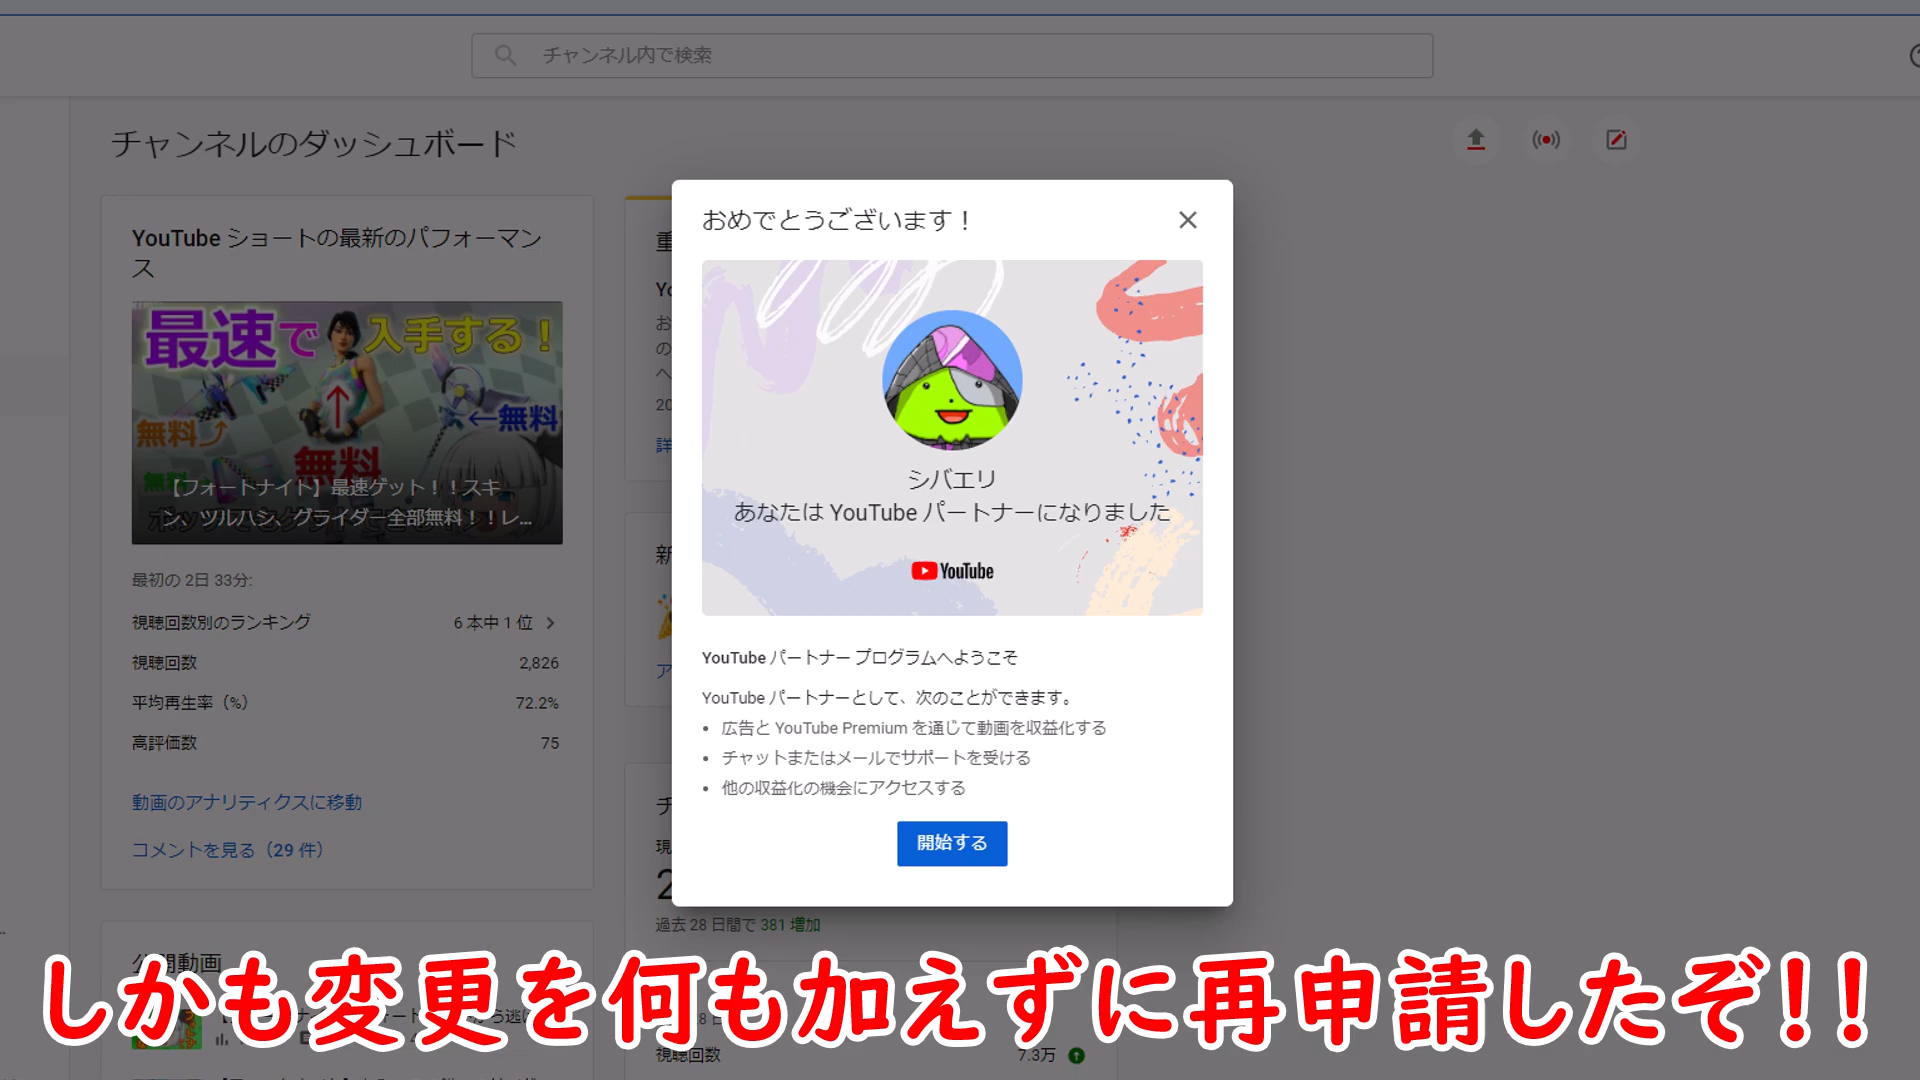 チャンネル内で検索
チャンネルのダッシュボード
YouTube ショートの最新のパフォーマン
ス
最速で入手する！
無料
←無料
無料
無料
【フォートナイト】最速ゲット！！スキ
ン、ツルハシ、グライダー全部無料！！レ...
最初の 2日 33分:
視聴回数別のランキング 6 本中 1 位
視聴回数 2,826
平均再生率（%） 72.2%
高評価数 75
動画のアナリティクスに移動
コメントを見る（29 件）
公開動画
おめでとうございます！
シバエリ
あなたは YouTube パートナーになりました
YouTube
YouTube パートナー プログラムへようこそ
YouTube パートナーとして、次のことができます。
• 広告と YouTube Premium を通じて動画を収益化する
• チャットまたはメールでサポートを受ける
• 他の収益化の機会にアクセスする
開始する
過去 28 日間で 381 増加
視聴回数 7.3万
しかも変更を何も加えずに再申請したぞ！！